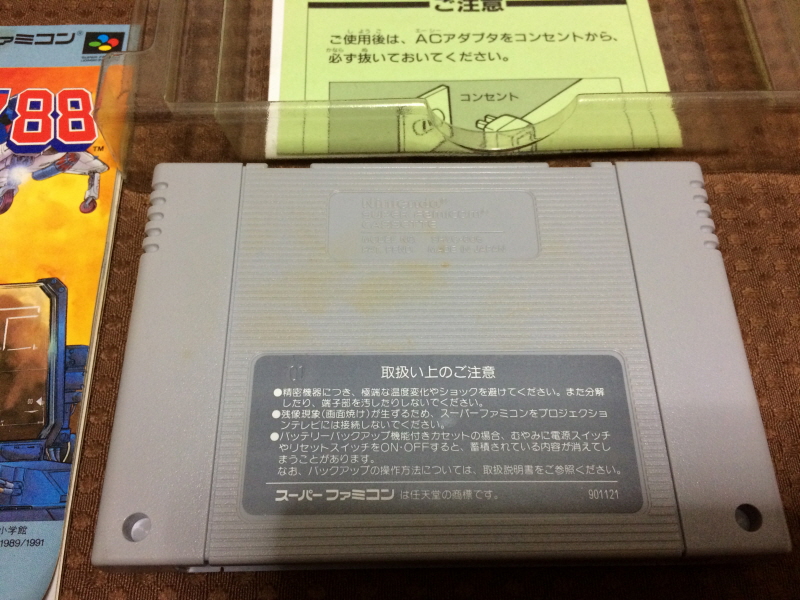 ファミコン
88
TM
小学館
1989/1991
ご注意
しようご
ご使用後は、ACアダプタをコンセントから、
必ず抜いておいてください。
コンセント
Nintendo
取扱い上のご注意
●精密機器につき、極端な温度変化やショックを避けてください。また分解
したり、端子部を汚したりしないでください。
●残像現象(画面焼け)が生ずるため、スーパーファミコンをプロジェクショ
ンテレビには接続しないでください。
●バッテリーバックアップ機能付きカセットの場合、むやみに電源スイッチ
やリセットスイッチをON・OFFすると、蓄積されている内容が消えてし
まうことがあります。
なお、バックアップの操作方法については、取扱説明書をご参照ください。
スーパーファミコン は任天堂の商標です。
901121